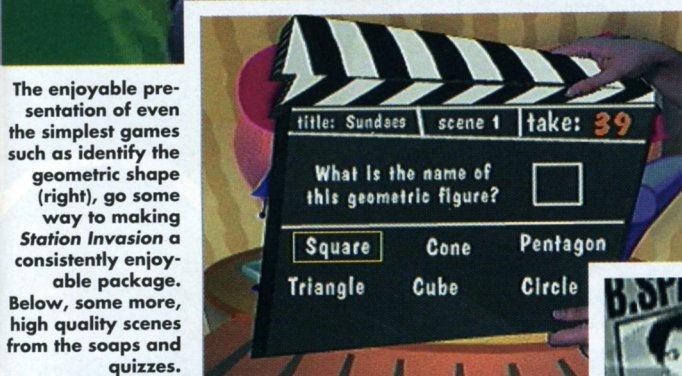 The enjoyable pre-
sentation of even
the simplest games
such as identify the
geometric shape
(right), go some
way to making
Station Invasion a
consistently enjoy-
able package.
Below, some more,
high quality scenes
from the soaps and
quizzes.
title: Sundaes scene 1 take: 39
What is the name of
this geometric figure?
Square Cone Pentagon
Triangle Cube Circle